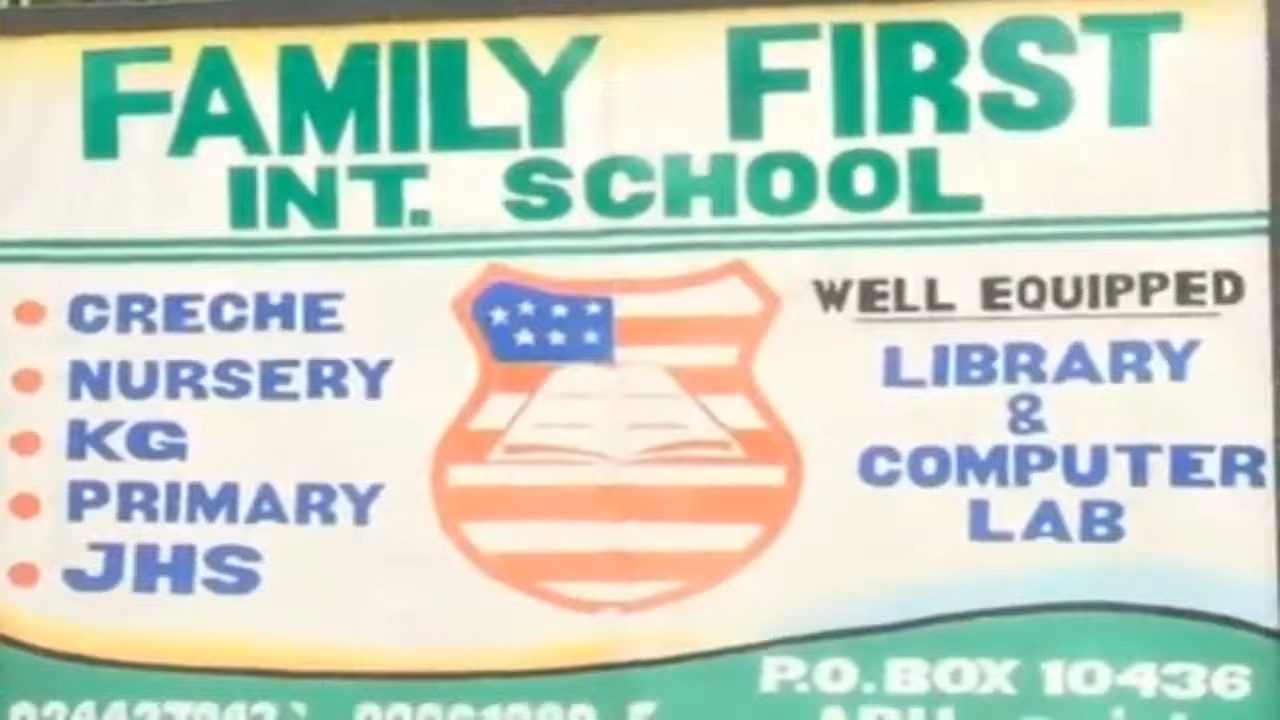 FAMILY FIRST
INT. SCHOOL
CRECHE
NURSERY
KG
PRIMARY
JHS
WELL EQUIPPED
LIBRARY
&
COMPUTER
LAB
P.O.BOX 10436